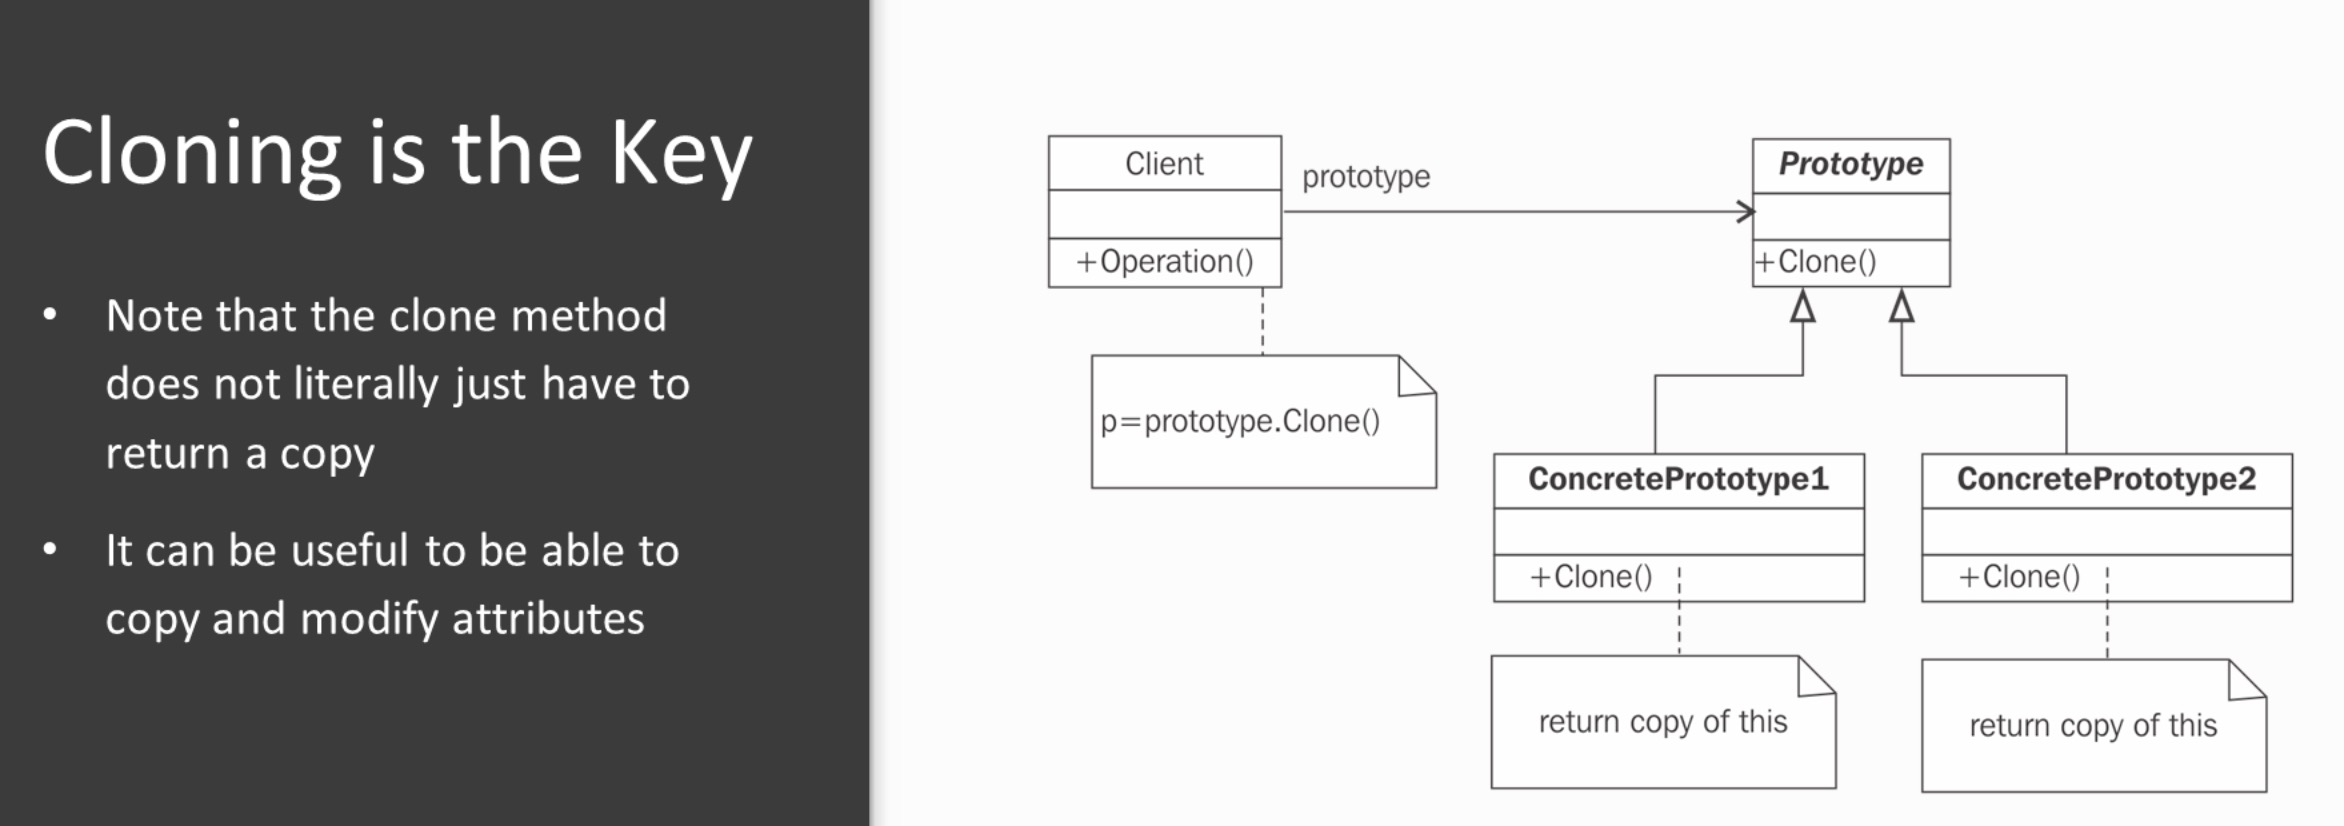 Cloning is the Key
• Note that the clone method
does not literally just have to
return a copy
• It can be useful to be able to
copy and modify attributes
Client
+Operation()
prototype
Prototype
+Clone()
p=prototype.Clone()
ConcretePrototype1
+Clone()
return copy of this
ConcretePrototype2
+Clone()
return copy of this